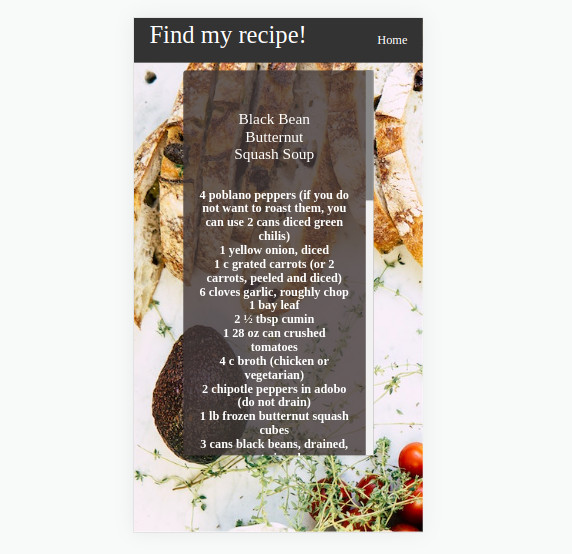 Find my recipe!
Home
Black Bean
Butternut
Squash Soup
4 poblano peppers (if you do
not want to roast them, you
can use 2 cans diced green
chilis)
1 yellow onion, diced
1 c grated carrots (or 2
carrots, peeled and diced)
6 cloves garlic, roughly chop
1 bay leaf
2 ½ tbsp cumin
1 28 oz can crushed
tomatoes
4 c broth (chicken or
vegetarian)
2 chipotle peppers in adobo
(do not drain)
1 lb frozen butternut squash
cubes
3 cans black beans, drained,